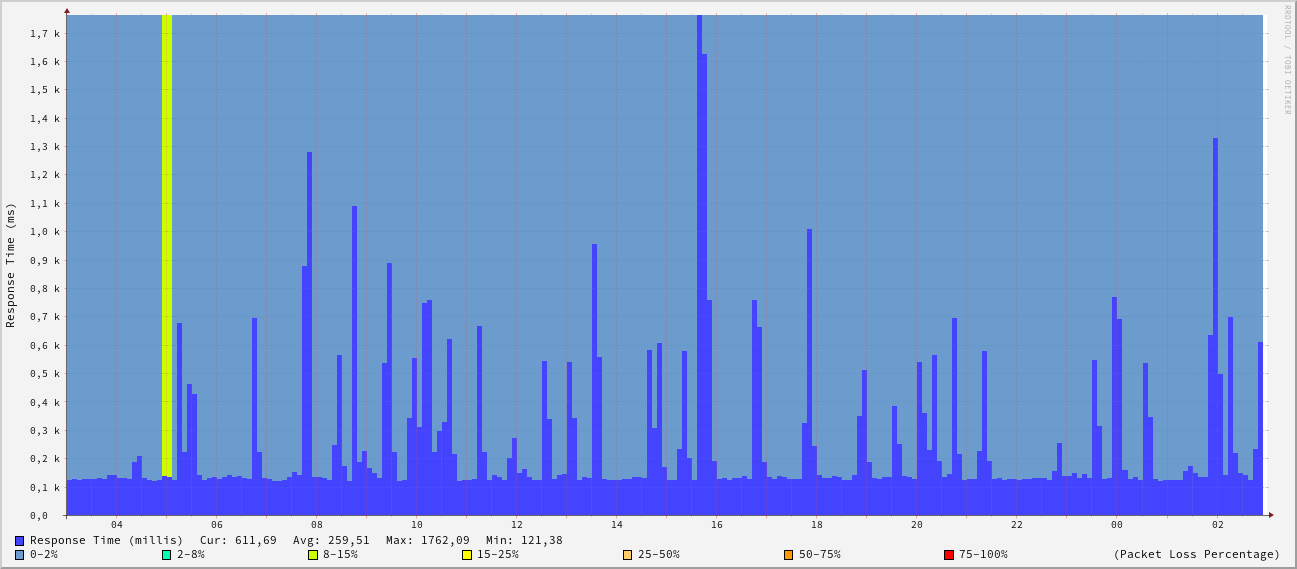 RRDTOOL / TOBI OETIKER
Response Time (ms)
1,7 k
1,6 k
1,5 k
1,4 k
1,3 k
1,2 k
1,1 k
1,0 k
0,9 k
0,8 k
0,7 k
0,6 k
0,5 k
0,4 k
0,3 k
0,2 k
0,1 k
0,0
04 06 08 10 12 14 16 18 20 22 00 02
Response Time (millis) Cur: 611,69 Avg: 259,51 Max: 1762,09 Min: 121,38
0-2% 2-8% 8-15% 15-25% 25-50% 50-75% 75-100% (Packet Loss Percentage)